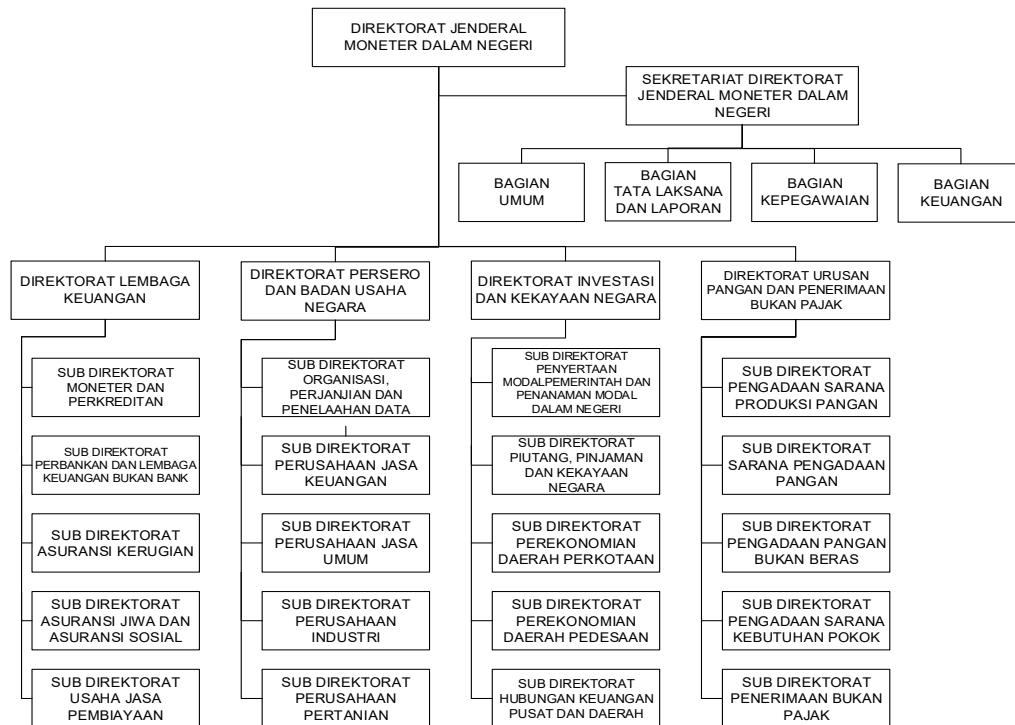 DIREKTORAT JENDERAL
MONETER DALAM NEGERI
SEKRETARIAT DIREKTORAT
JENDERAL MONETER DALAM
NEGERI
BAGIAN
UMUM
BAGIAN
TATA LAKSANA
DAN LAPORAN
BAGIAN
KEPEGAWAIAN
BAGIAN
KEUANGAN
DIREKTORAT LEMBAGA
KEUANGAN
DIREKTORAT PERSERO
DAN BADAN USAHA
NEGARA
DIREKTORAT INVESTASI
DAN KEKAYAAN NEGARA
DIREKTORAT URUSAN
PANGAN DAN PENERIMAAN
BUKAN PAJAK
SUB DIREKTORAT
MONETER DAN
PERKREDITAN
SUB DIREKTORAT
PERBANKAN DAN LEMBAGA
KEUANGAN BUKAN BANK
SUB DIREKTORAT
ASURANSI KERUGIAN
SUB DIREKTORAT
ASURANSI JIWA DAN
ASURANSI SOSIAL
SUB DIREKTORAT
USAHA JASA
PEMBIAYAAN
SUB DIREKTORAT
ORGANISASI,
PERJANJIAN DAN
PENELAAHAN DATA
SUB DIREKTORAT
PERUSAHAAN JASA
KEUANGAN
SUB DIREKTORAT
PERUSAHAAN JASA
UMUM
SUB DIREKTORAT
PERUSAHAAN
INDUSTRI
SUB DIREKTORAT
PERUSAHAAN
PERTANIAN
SUB DIREKTORAT
PENYERTAAN
MODALPEMERINTAH DAN
PENANAMAN MODAL
DALAM NEGERI
SUB DIREKTORAT
PIUTANG, PINJAMAN
DAN KEKAYAAN
NEGARA
SUB DIREKTORAT
PEREKONOMIAN
DAERAH PERKOTAAN
SUB DIREKTORAT
PEREKONOMIAN
DAERAH PEDESAAN
SUB DIREKTORAT
HUBUNGAN KEUANGAN
PUSAT DAN DAERAH
SUB DIREKTORAT
PENGADAAN SARANA
PRODUKSI PANGAN
SUB DIREKTORAT
SARANA PENGADAAN
PANGAN
SUB DIREKTORAT
PENGADAAN PANGAN
BUKAN BERAS
SUB DIREKTORAT
PENGADAAN SARANA
KEBUTUHAN POKOK
SUB DIREKTORAT
PENERIMAAN BUKAN
PAJAK